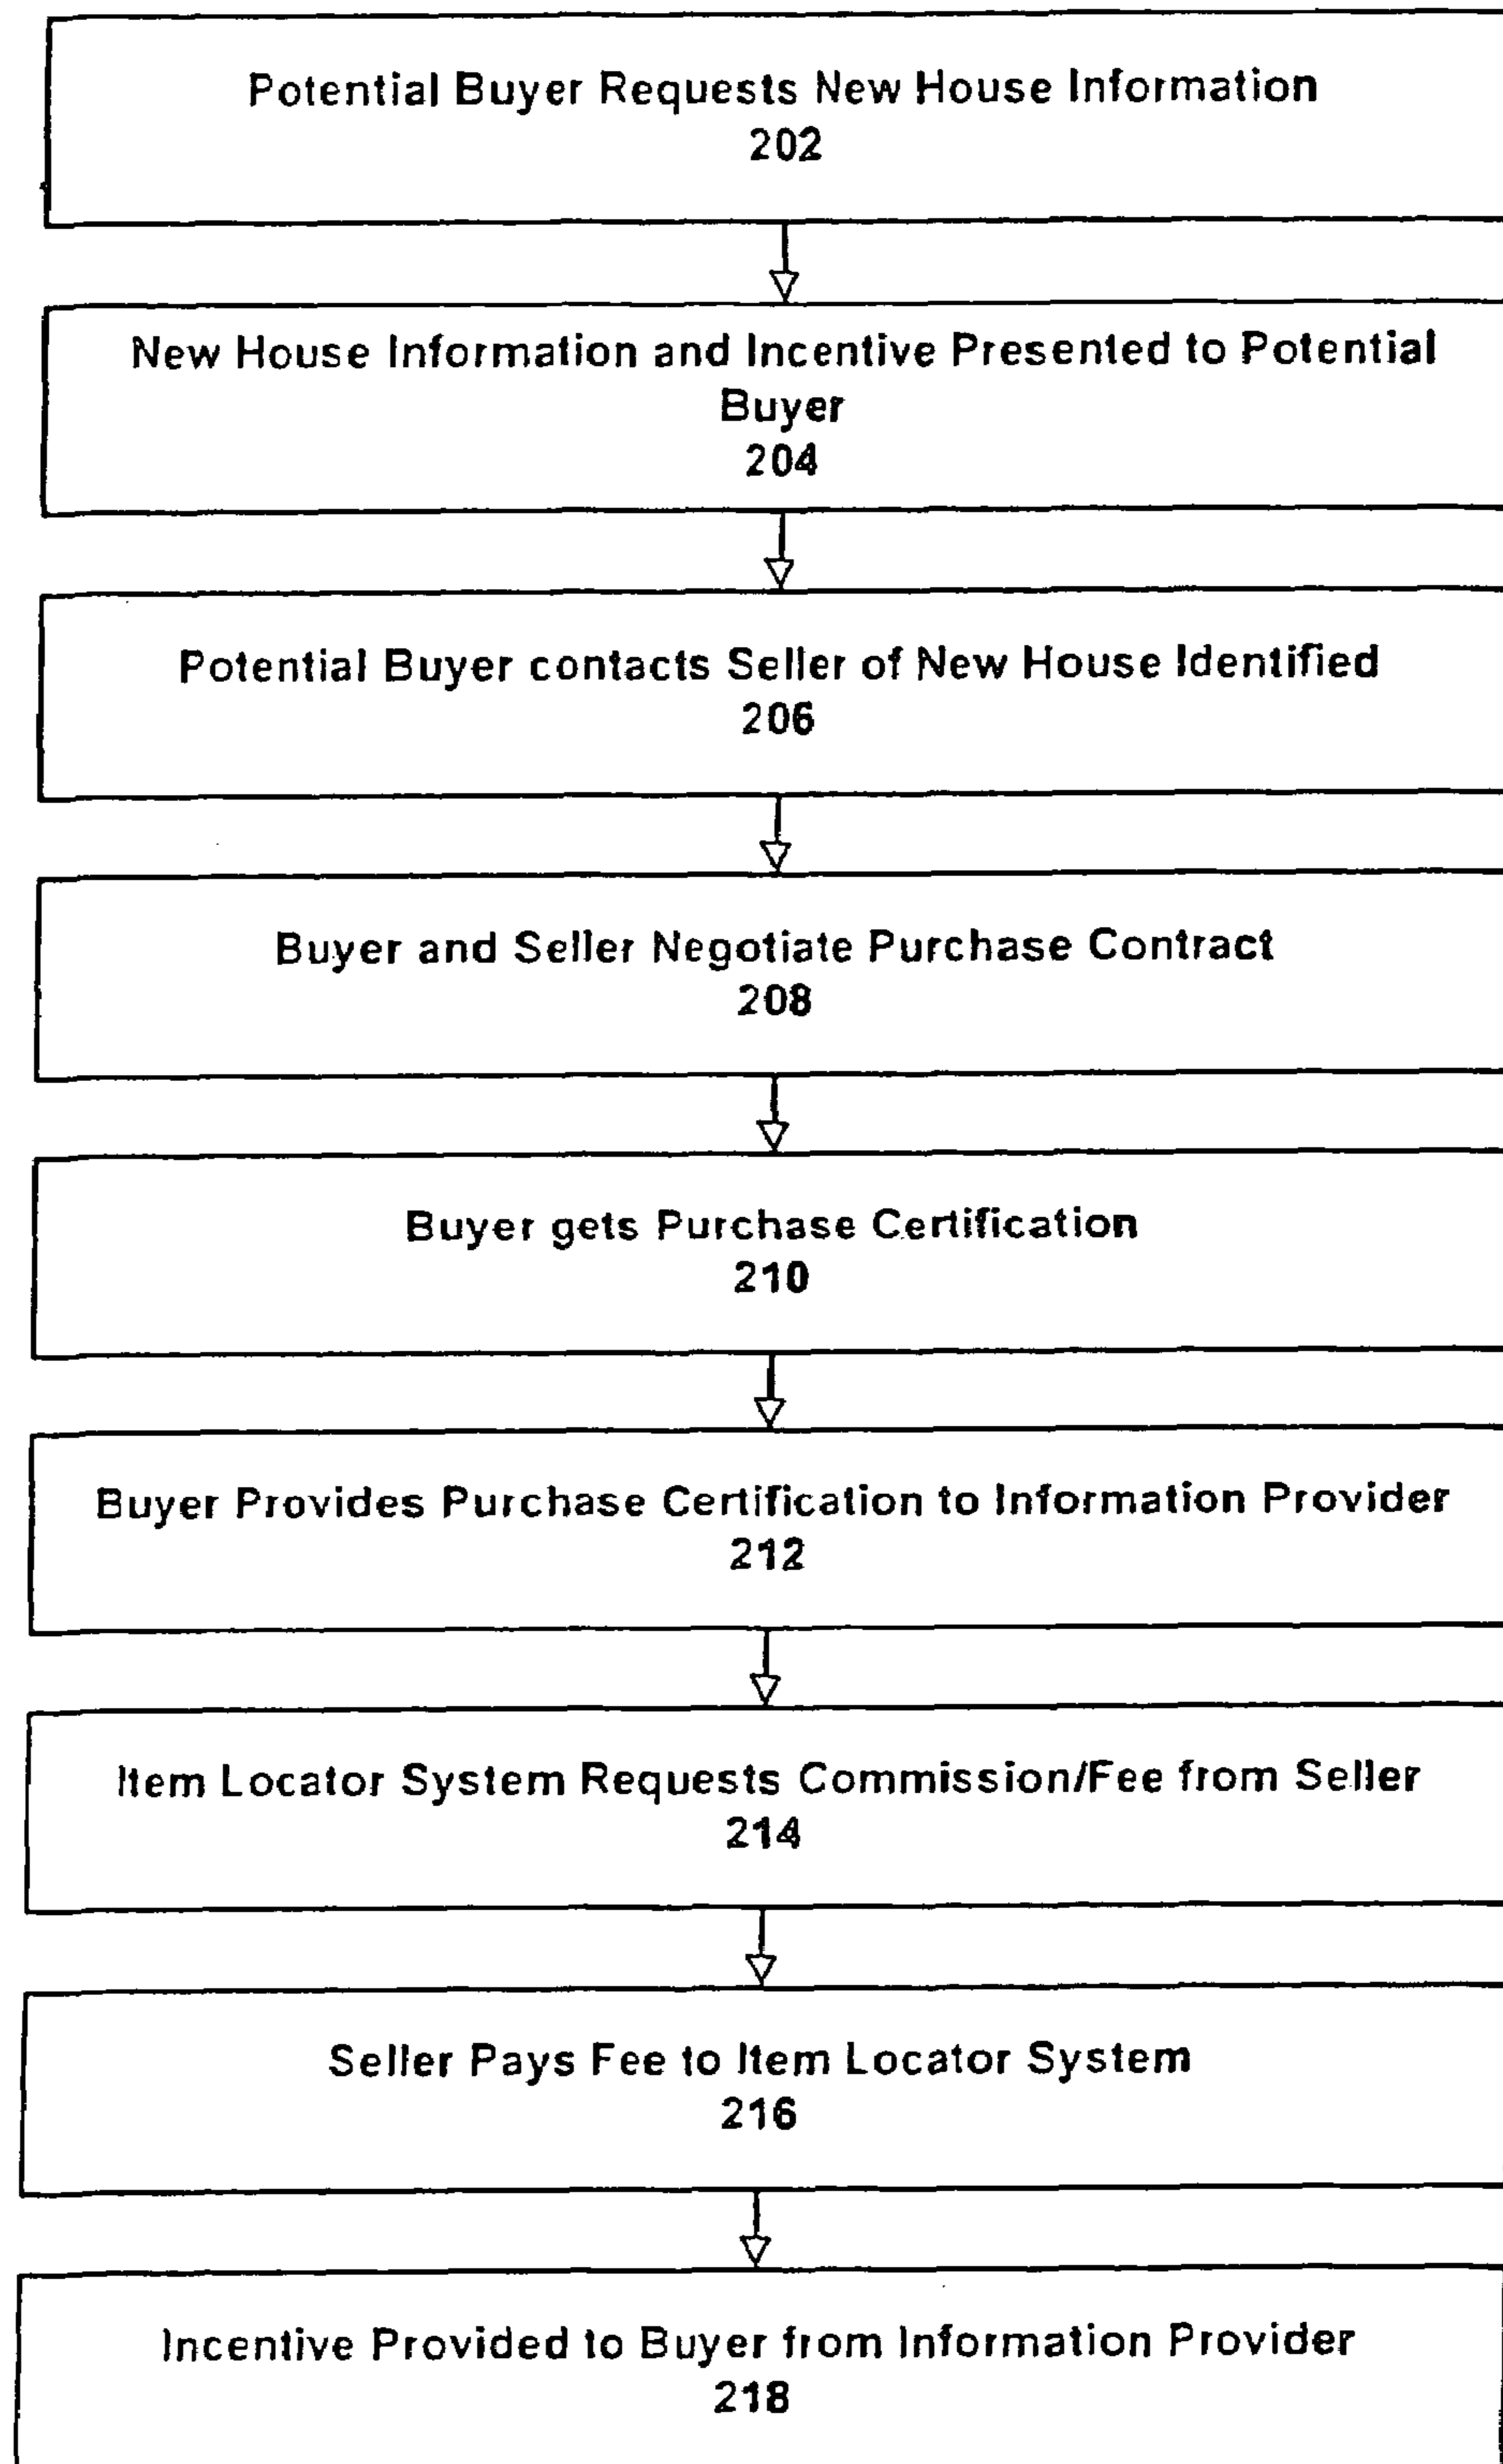 Potential Buyer Requests New House Information
202
New House Information and Incentive Presented to Potential
Buyer
204
Potential Buyer contacts Seller of New House Identified
206
Buyer and Seller Negotiate Purchase Contract
208
Buyer gets Purchase Certification
210
Buyer Provides Purchase Certification to Information Provider
212
Item Locator System Requests Commission/Fee from Seller
214
Seller Pays Fee to Item Locator System
216
Incentive Provided to Buyer from Information Provider
218